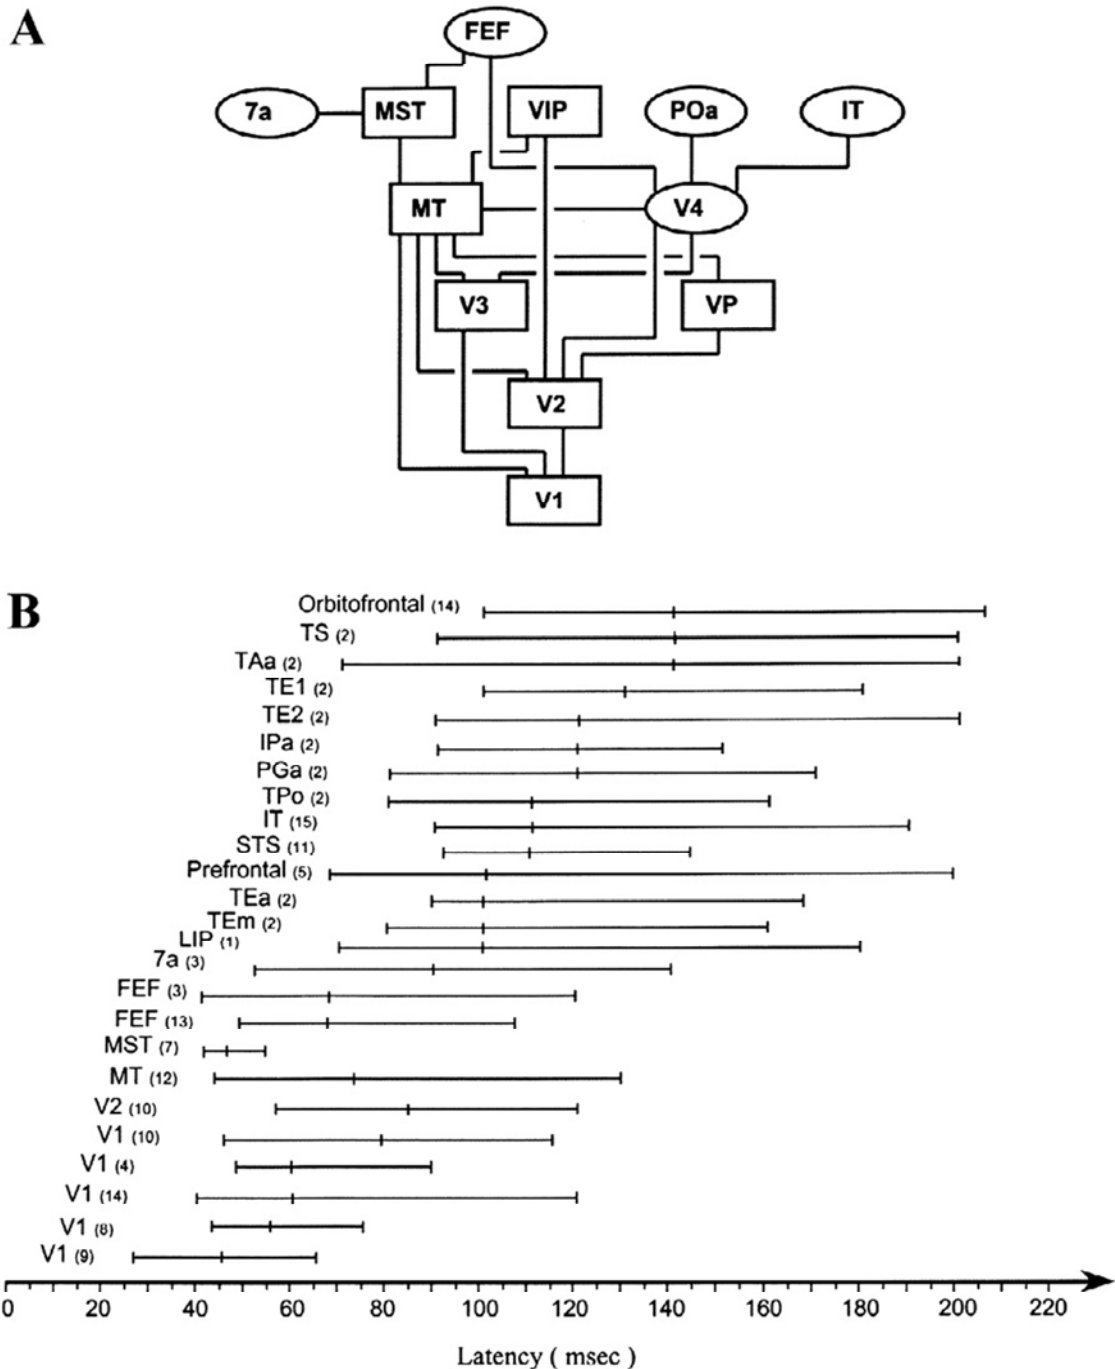 A
FEF
7a MST VIP POa IT
MT V4
V3 VP
V2
V1
B
Orbitofrontal (14)
TS (2)
TAa (2)
TE1 (2)
TE2 (2)
IPa (2)
PGa (2)
TPo (2)
IT (15)
STS (11)
Prefrontal (5)
TEa (2)
TEm (2)
LIP (1)
7a (3)
FEF (3)
FEF (13)
MST (7)
MT (12)
V2 (10)
V1 (10)
V1 (4)
V1 (14)
V1 (8)
V1 (9)
0 20 40 60 80 100 120 140 160 180 200 220
Latency ( msec )